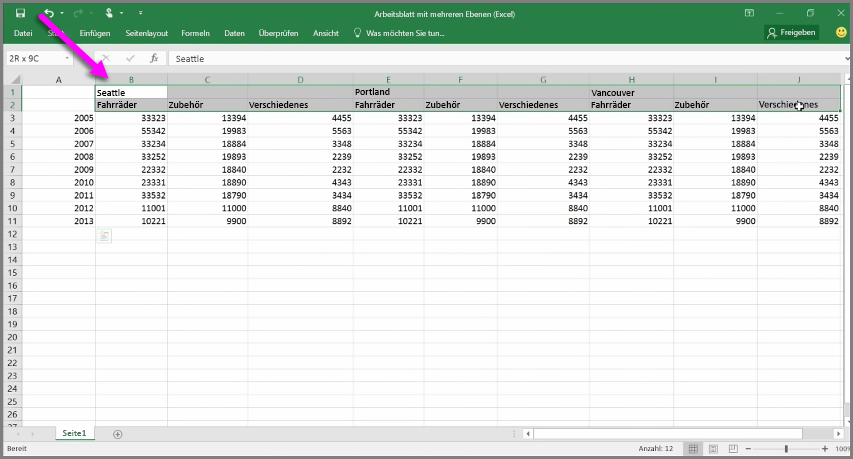 Arbeitsblatt mit mehreren Ebenen (Excel)
Datei Einfügen Seitenlayout Formeln Daten Überprüfen Ansicht Was möchten Sie tun... Freigeben
2R x 9C fx Seattle
A B C D E F G H I J
1 Seattle Portland Vancouver
2 Fahrräder Zubehör Verschiedenes Fahrräder Zubehör Verschiedenes Fahrräder Zubehör Verschiedenes
3 2005 33323 13394 4455 33323 13394 4455 33323 13394 4455
4 2006 55342 19983 5563 55342 19983 5563 55342 19983 5563
5 2007 33234 18884 3348 33234 18884 3348 33234 18884 3348
6 2008 33252 19893 2239 33252 19893 2239 33252 19893 2239
7 2009 22332 18840 2232 22332 18840 2232 22332 18840 2232
8 2010 23331 18890 4343 23331 18890 4343 23331 18890 4343
9 2011 33532 18790 3434 33532 18790 3434 33532 18790 3434
10 2012 11001 11000 8840 11001 11000 8840 11001 11000 8840
11 2013 10221 9900 8892 10221 9900 8892 10221 9900 8892
12
13
14
15
16
17
18
19
20
21
22
23
24
25
26
27
Seite1
Bereit Anzahl: 12 100%